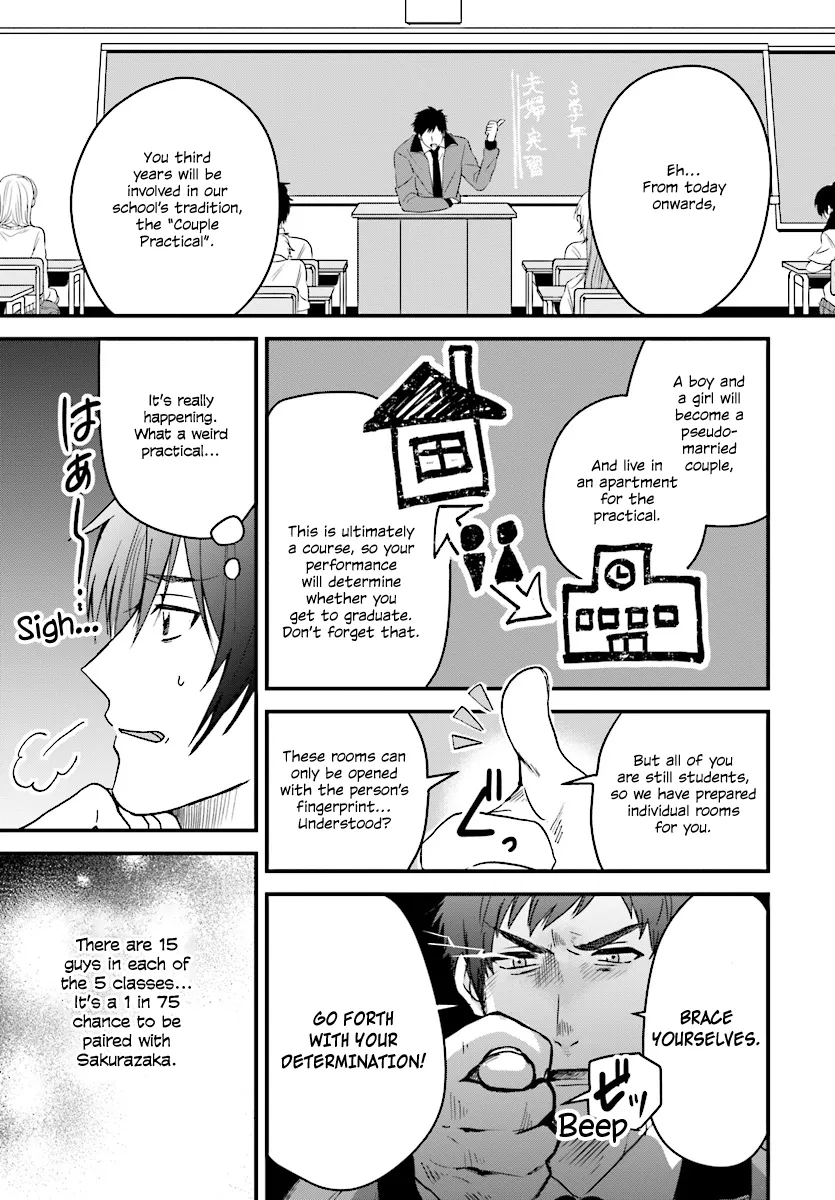 Eh...
From today
onwards,
3学年
夫婦実習
You third
years will be
involved in our
school's tradition,
the "Couple
Practical".
A boy and
a girl will
become a
pseudo-
married
couple,
And live in
an apartment
for the
practical.
This is ultimately
a course, so your
performance
will determine
whether you
get to graduate.
Don't forget that.
But all of you
are still students,
so we have prepared
individual rooms
for you.
These rooms can
only be opened
with the person's
fingerprint...
Understood?
ビッ
BRACE
YOURSELVES.
GO FORTH
WITH YOUR
DETERMINATION!
ピッ
Beep
It's really
happening.
What a weird
practical...
はぁ〜…
Sigh...
There are 15
guys in each of
the 5 classes...
It's a 1 in 75
chance to be
paired with
Sakurazaka.